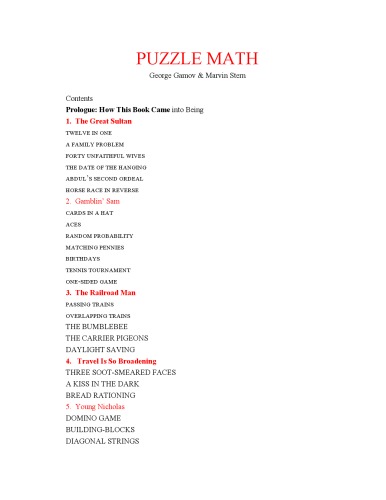 PUZZLE MATH
George Gamov & Marvin Stern
Contents
Prologue: How This Book Came into Being
1. The Great Sultan
TWELVE IN ONE
A FAMILY PROBLEM
FORTY UNFAITHFUL WIVES
THE DATE OF THE HANGING
ABDUL'S SECOND ORDEAL
HORSE RACE IN REVERSE
2. Gamblin' Sam
CARDS IN A HAT
ACES
RANDOM PROBABILITY
MATCHING PENNIES
BIRTHDAYS
TENNIS TOURNAMENT
ONE-SIDED GAME
3. The Railroad Man
PASSING TRAINS
OVERLAPPING TRAINS
THE BUMBLEBEE
THE CARRIER PIGEONS
DAYLIGHT SAVING
4. Travel Is So Broadening
THREE SOOT-SMEARED FACES
A KISS IN THE DARK
BREAD RATIONING
5. Young Nicholas
DOMINO GAME
BUILDING-BLOCKS
DIAGONAL STRINGS